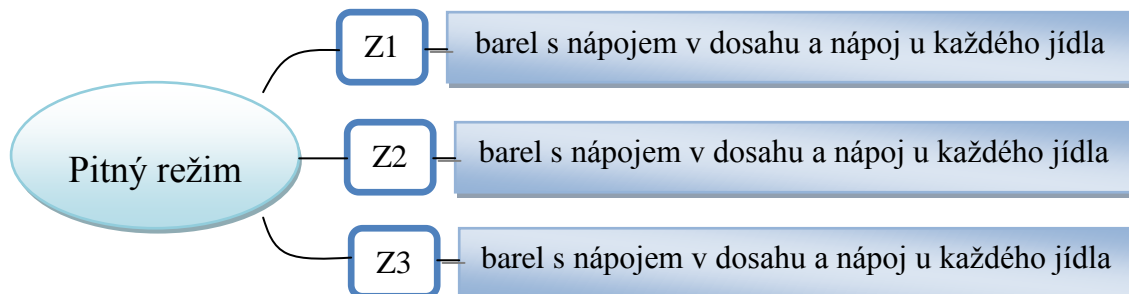 Z1 barel s nápojem v dosahu a nápoj u každého jídla
Pitný režim
Z2 barel s nápojem v dosahu a nápoj u každého jídla
Z3 barel s nápojem v dosahu a nápoj u každého jídla